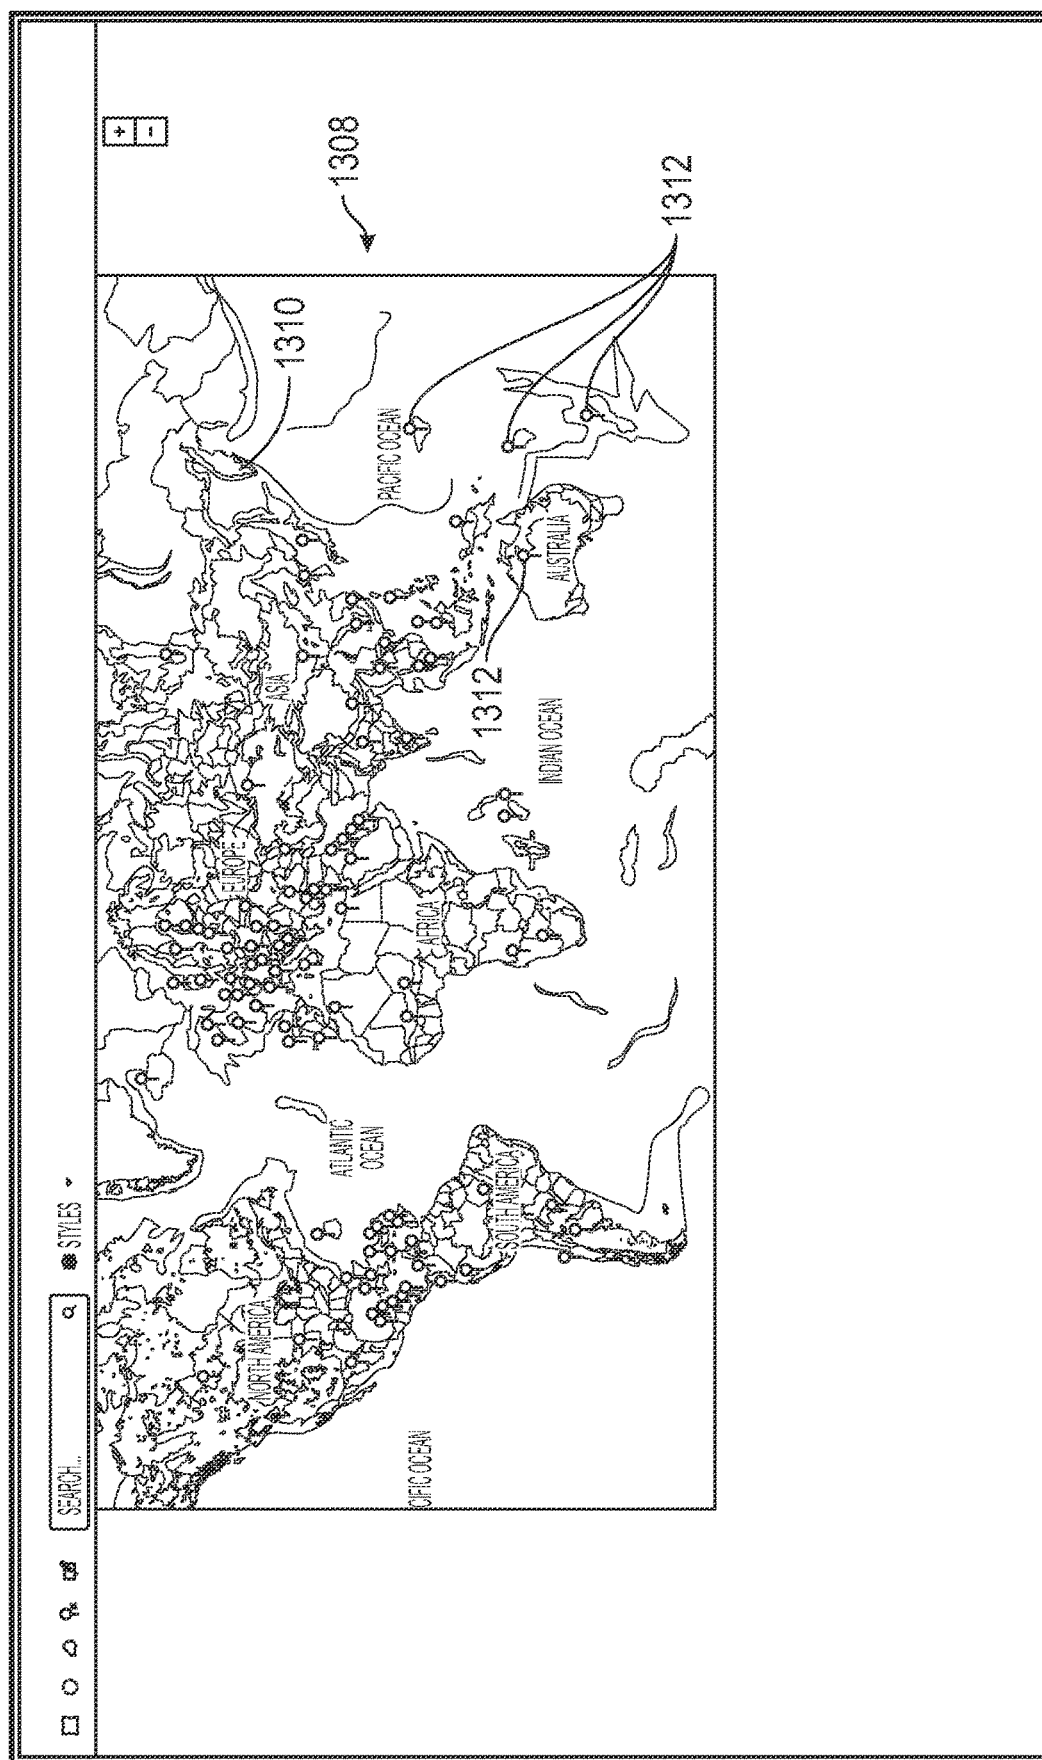 SEARCH...
STYLES
+
-
1308
1310
1312
1312
NORTH AMERICA
EUROPE
ASIA
ATLANTIC
OCEAN
AFRICA
PACIFIC OCEAN
CIFIC OCEAN
SOUTH AMERICA
INDIAN OCEAN
AUSTRALIA